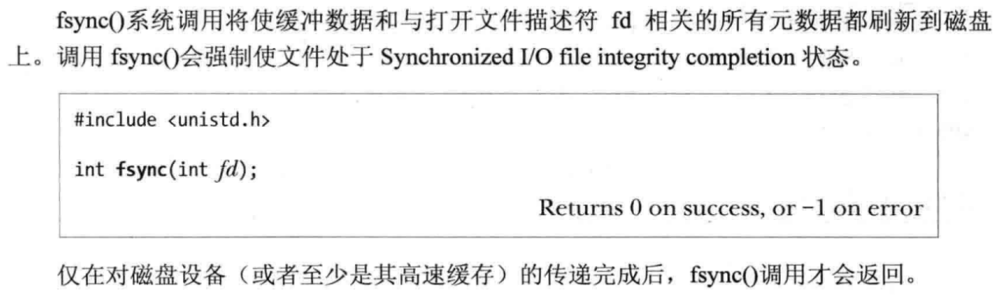 fsync()系统调用将使缓冲数据和与打开文件描述符 fd 相关的所有元数据都刷新到磁盘
上。调用 fsync()会强制使文件处于 Synchronized I/O file integrity completion 状态。
#include <unistd.h>
int fsync(int fd);
Returns 0 on success, or −1 on error
仅在对磁盘设备（或者至少是其高速缓存）的传递完成后，fsync()调用才会返回。